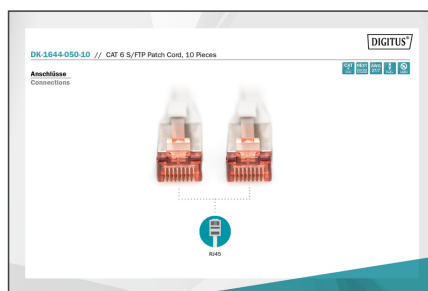 DIGITUS®
DK-1644-050-10 // CAT 6 S/FTP Patch Cord, 10 Pieces
Anschlüsse
Connections
RJ45